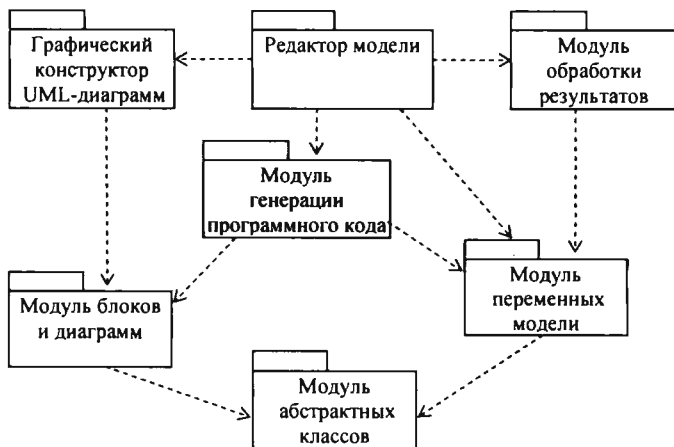 Графический
конструктор
UML-диаграмм
Редактор модели
Модуль
обработки
результатов
Модуль
генерации
программного кода
Модуль блоков
и диаграмм
Модуль
переменных
модели
Модуль
абстрактных
классов